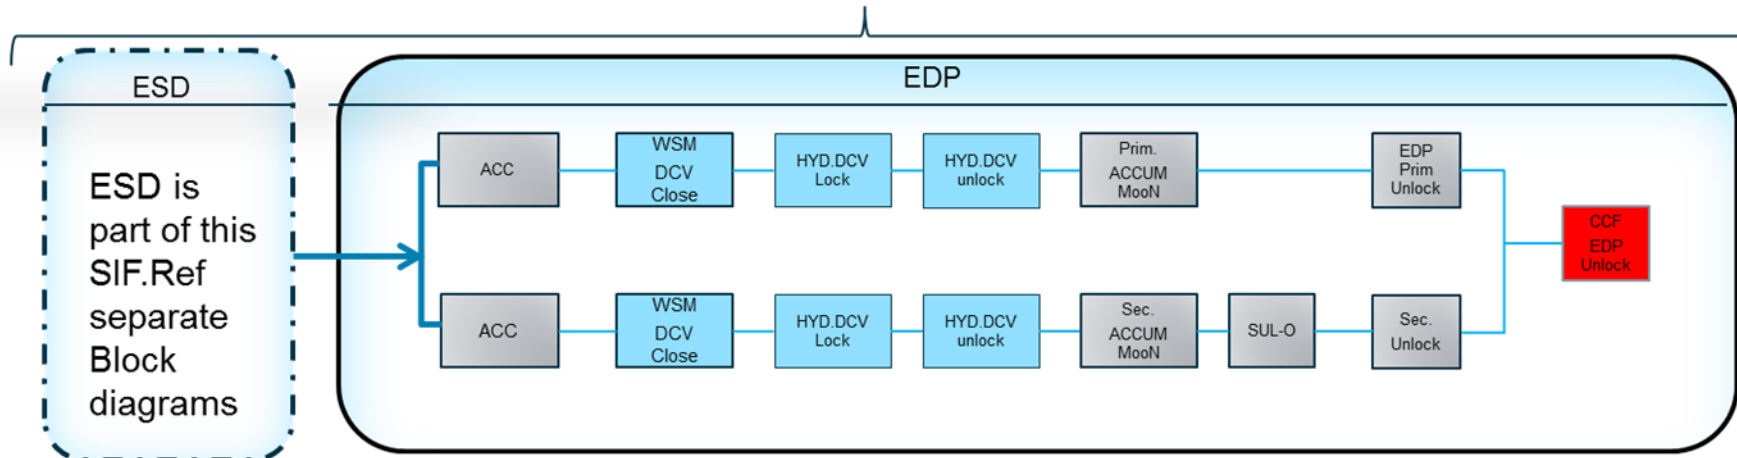 ESD
ESD is
part of this
SIF.Ref
separate
Block
diagrams
EDP
ACC
WSM
DCV
Close
HYD.DCV
Lock
HYD.DCV
unlock
Prim.
ACCUM
MooN
EDP
Prim
Unlock
ACC
WSM
DCV
Close
HYD.DCV
Lock
HYD.DCV
unlock
Sec.
ACCUM
MooN
SUL-O
Sec.
Unlock
CCF
EDP
Unlock